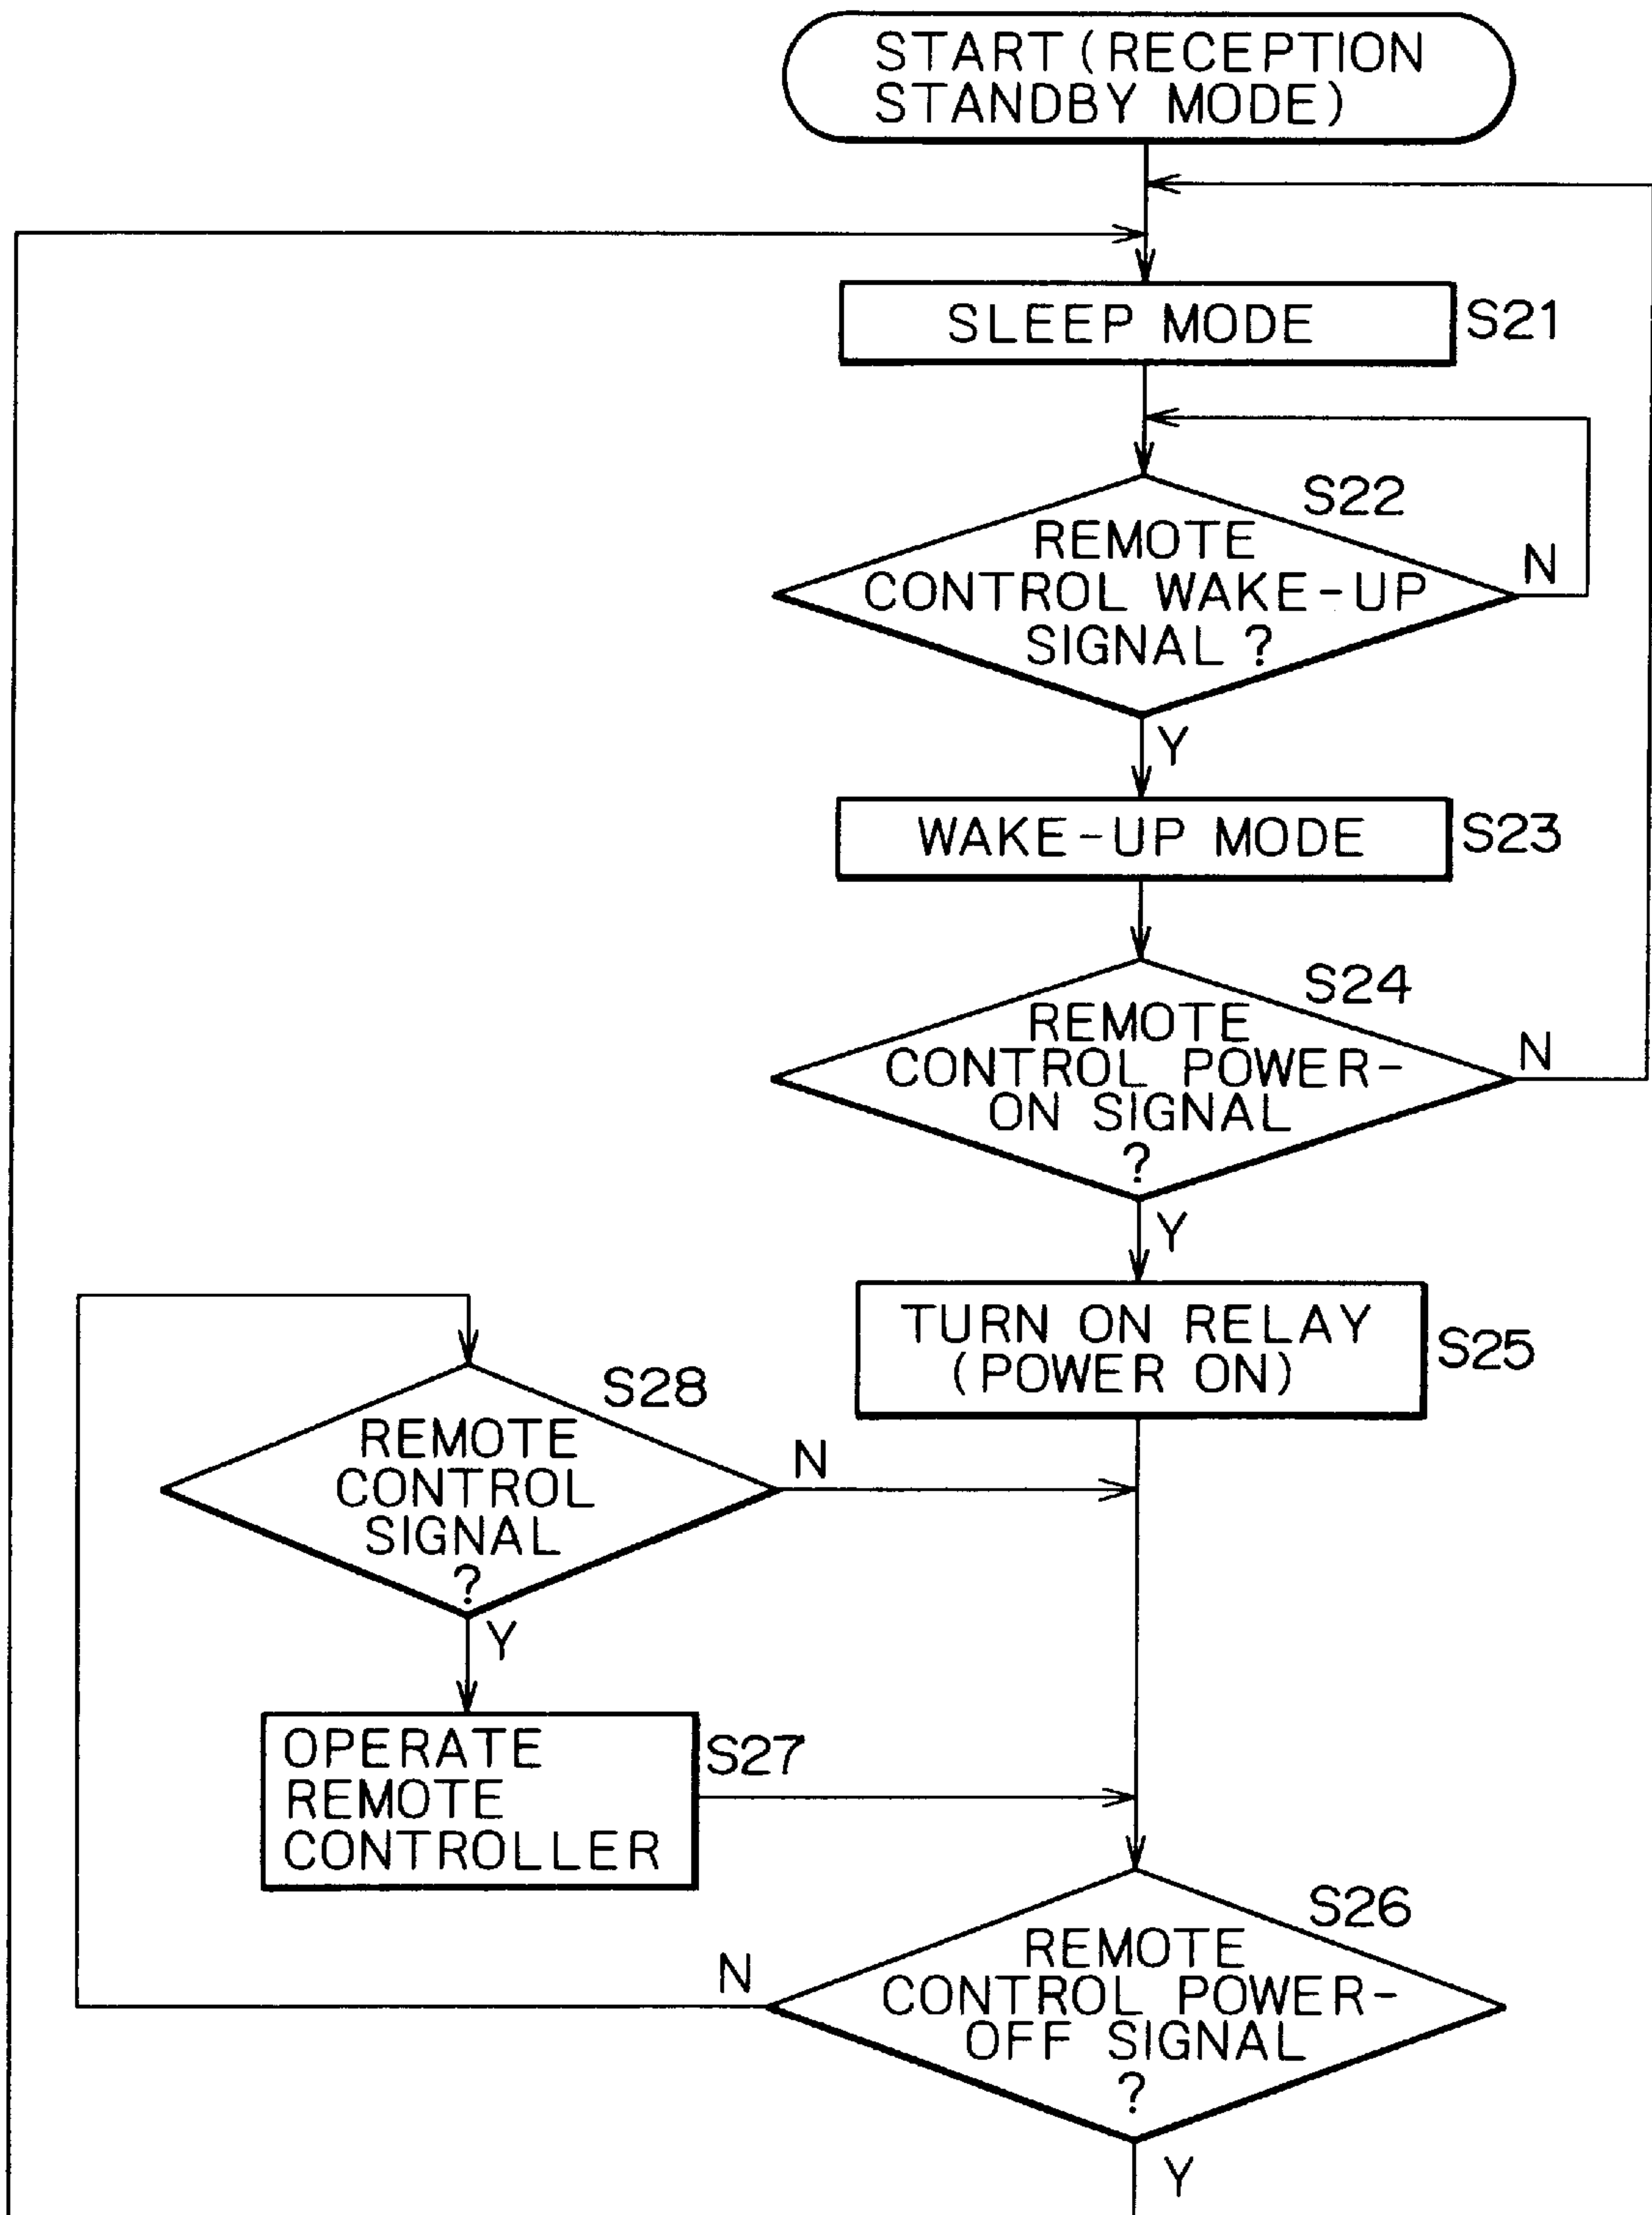 START (RECEPTION
STANDBY MODE)
SLEEP MODE
S21
S22
REMOTE
CONTROL WAKE-UP
SIGNAL ?
N
Y
WAKE-UP MODE
S23
S24
REMOTE
CONTROL POWER-
ON SIGNAL
?
N
Y
TURN ON RELAY
(POWER ON)
S25
S28
REMOTE
CONTROL
SIGNAL
?
N
Y
OPERATE
REMOTE
CONTROLLER
S27
S26
REMOTE
CONTROL POWER-
OFF SIGNAL
?
N
Y